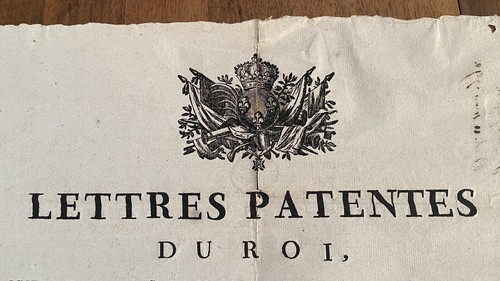 LETTRES PATENTES
DU ROI,